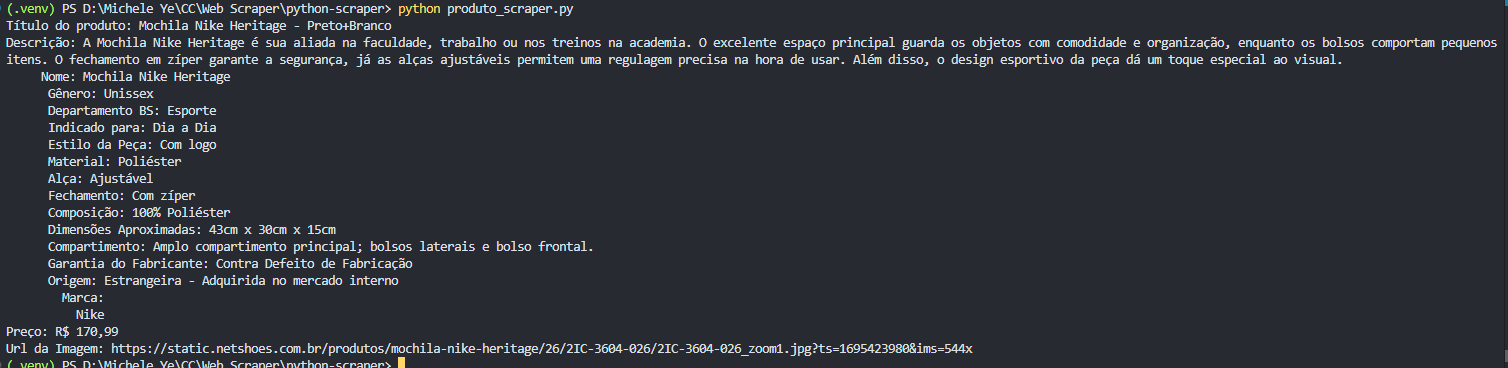 (.venv) PS D:\Michele Ye\CC\Web Scraper\python-scraper> python produto_scraper.py
Título do produto: Mochila Nike Heritage - Preto+Branco
Descrição: A Mochila Nike Heritage é sua aliada na faculdade, trabalho ou nos treinos na academia. O excelente espaço principal guarda os objetos com comodidade e organização, enquanto os bolsos comportam pequenos
itens. O fechamento em zíper garante a segurança, já as alças ajustáveis permitem uma regulagem precisa na hora de usar. Além disso, o design esportivo da peça dá um toque especial ao visual.
Nome: Mochila Nike Heritage
Gênero: Unissex
Departamento BS: Esporte
Indicado para: Dia a Dia
Estilo da Peça: Com logo
Material: Poliéster
Alça: Ajustável
Fechamento: Com zíper
Composição: 100% Poliéster
Dimensões Aproximadas: 43cm x 30cm x 15cm
Compartimento: Amplo compartimento principal; bolsos laterais e bolso frontal.
Garantia do Fabricante: Contra Defeito de Fabricação
Origem: Estrangeira - Adquirida no mercado interno
Marca:
Nike
Preço: R$ 170,99
Url da Imagem: https://static.netshoes.com.br/produtos/mochila-nike-heritage/26/2IC-3604-026/2IC-3604-026_zoom1.jpg?ts=1695423980&ims=544x
(.venv) PS D:\Michele Ye\CC\Web Scraper\python-scraper>